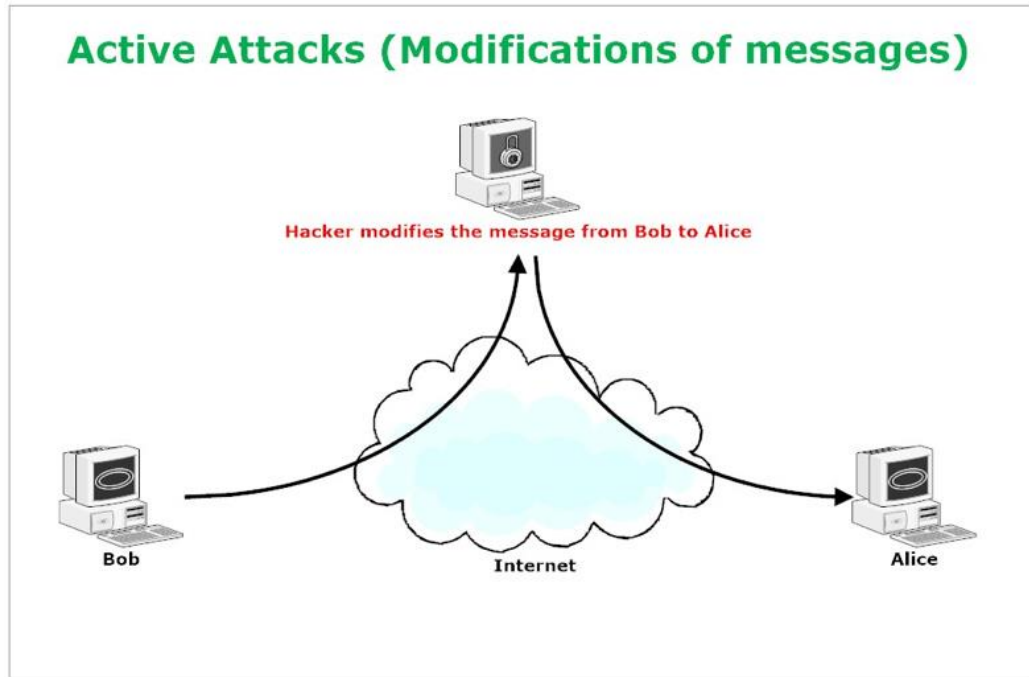 Active Attacks (Modifications of messages)
Hacker modifies the message from Bob to Alice
Bob
Internet
Alice